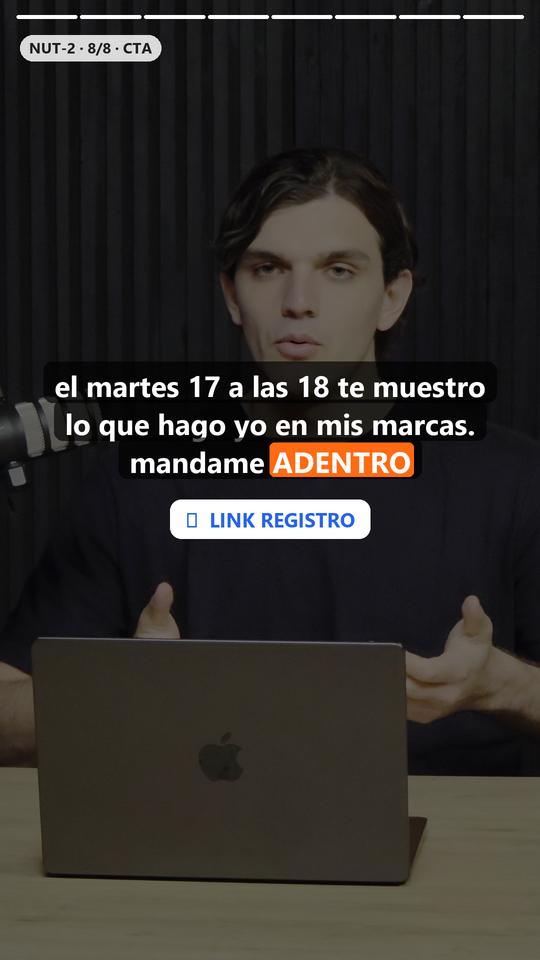 NUT-2 · 8/8 · CTA
el martes 17 a las 18 te muestro
lo que hago yo en mis marcas.
mandame ADENTRO
LINK REGISTRO